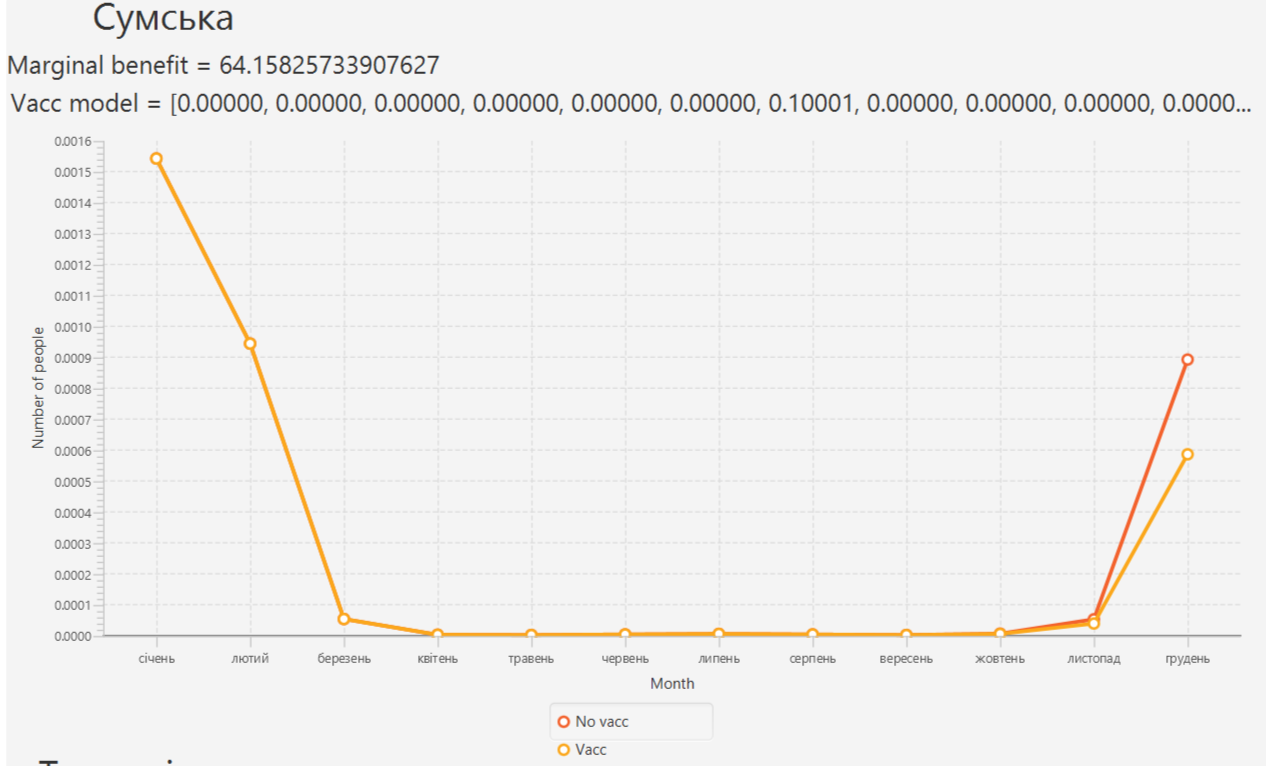 Сумська
Marginal benefit = 64.15825733907627
Vacc model = [0.00000, 0.00000, 0.00000, 0.00000, 0.00000, 0.00000, 0.10001, 0.00000, 0.00000, 0.00000, 0.0000...
0.0016
0.0015
0.0014
0.0013
0.0012
0.0011
0.0010
0.0009
0.0008
0.0007
0.0006
0.0005
0.0004
0.0003
0.0002
0.0001
0.0000
Number of people
січень лютий березень квітень травень червень липень серпень вересень жовтень листопад грудень
Month
No vacc
Vacc